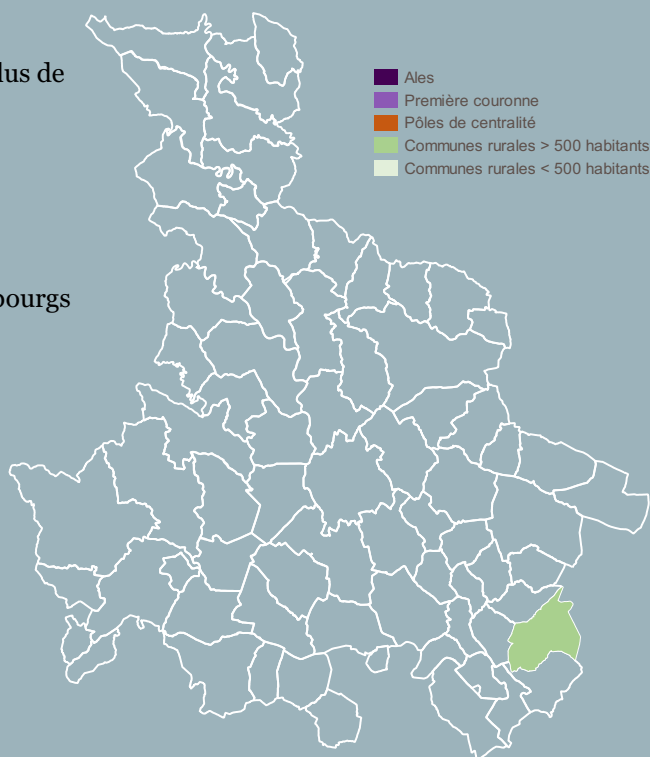 lus de
Ales
Première couronne
Pôles de centralité
Communes rurales > 500 habitants
Communes rurales < 500 habitants
bourgs